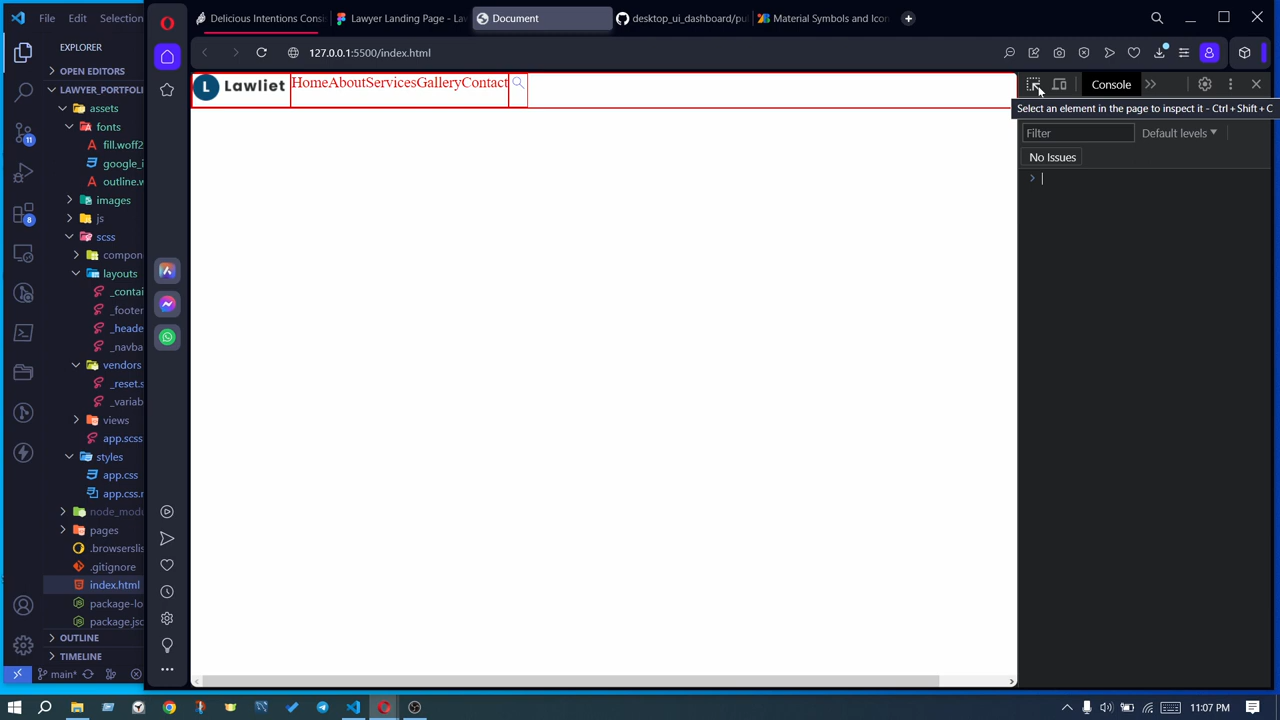 File
Edit
Selection
Delicious Intentions Consi
Lawyer Landing Page - La
Document
desktop_ui_dashboard/pu
Material Symbols and Icon
EXPLORER
127.0.0.1:5500/index.html
OPEN EDITORS
LAWYER_PORTFOLI
assets
fonts
fill.woff2
google_i
outline.w
images
js
scss
compon
layouts
_contai
_footer
_heade
_navba
vendors
_reset.s
_variab
views
app.scss
styles
app.css
app.css.m
node_modu
pages
.browserslis
.gitignore
index.html
package-lo
package.jsc
OUTLINE
TIMELINE
main*
11
8
L Lawliet
HomeAboutServicesGalleryContact
Console
Select an element in the page to inspect it - Ctrl+Shift+C
Filter
Default levels
No Issues
11:07 PM